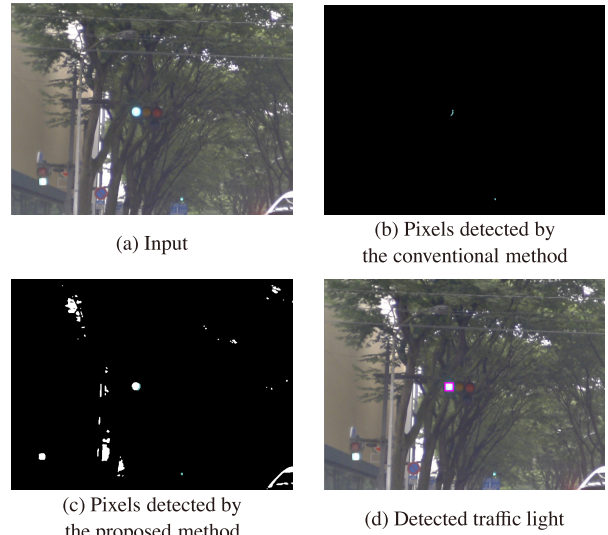 (a) Input
(b) Pixels detected by
the conventional method
(c) Pixels detected by
the proposed method
(d) Detected traffic light